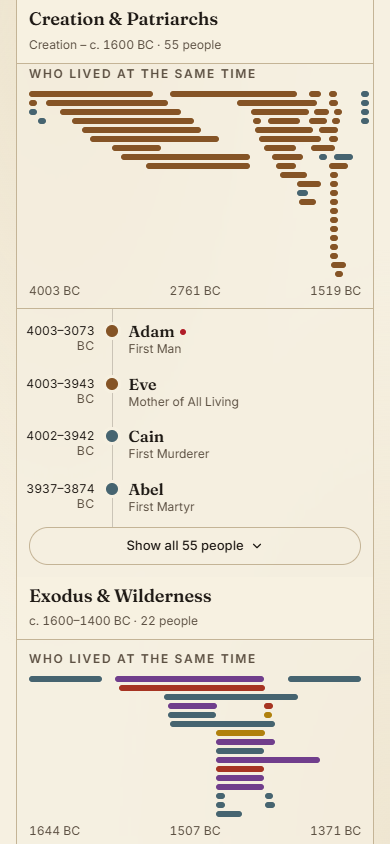 Creation & Patriarchs
Creation – c. 1600 BC · 55 people
WHO LIVED AT THE SAME TIME
4003 BC 2761 BC 1519 BC
4003–3073 BC
Adam
First Man
4003–3943 BC
Eve
Mother of All Living
4002–3942 BC
Cain
First Murderer
3937–3874 BC
Abel
First Martyr
Show all 55 people
Exodus & Wilderness
c. 1600–1400 BC · 22 people
WHO LIVED AT THE SAME TIME
1644 BC 1507 BC 1371 BC